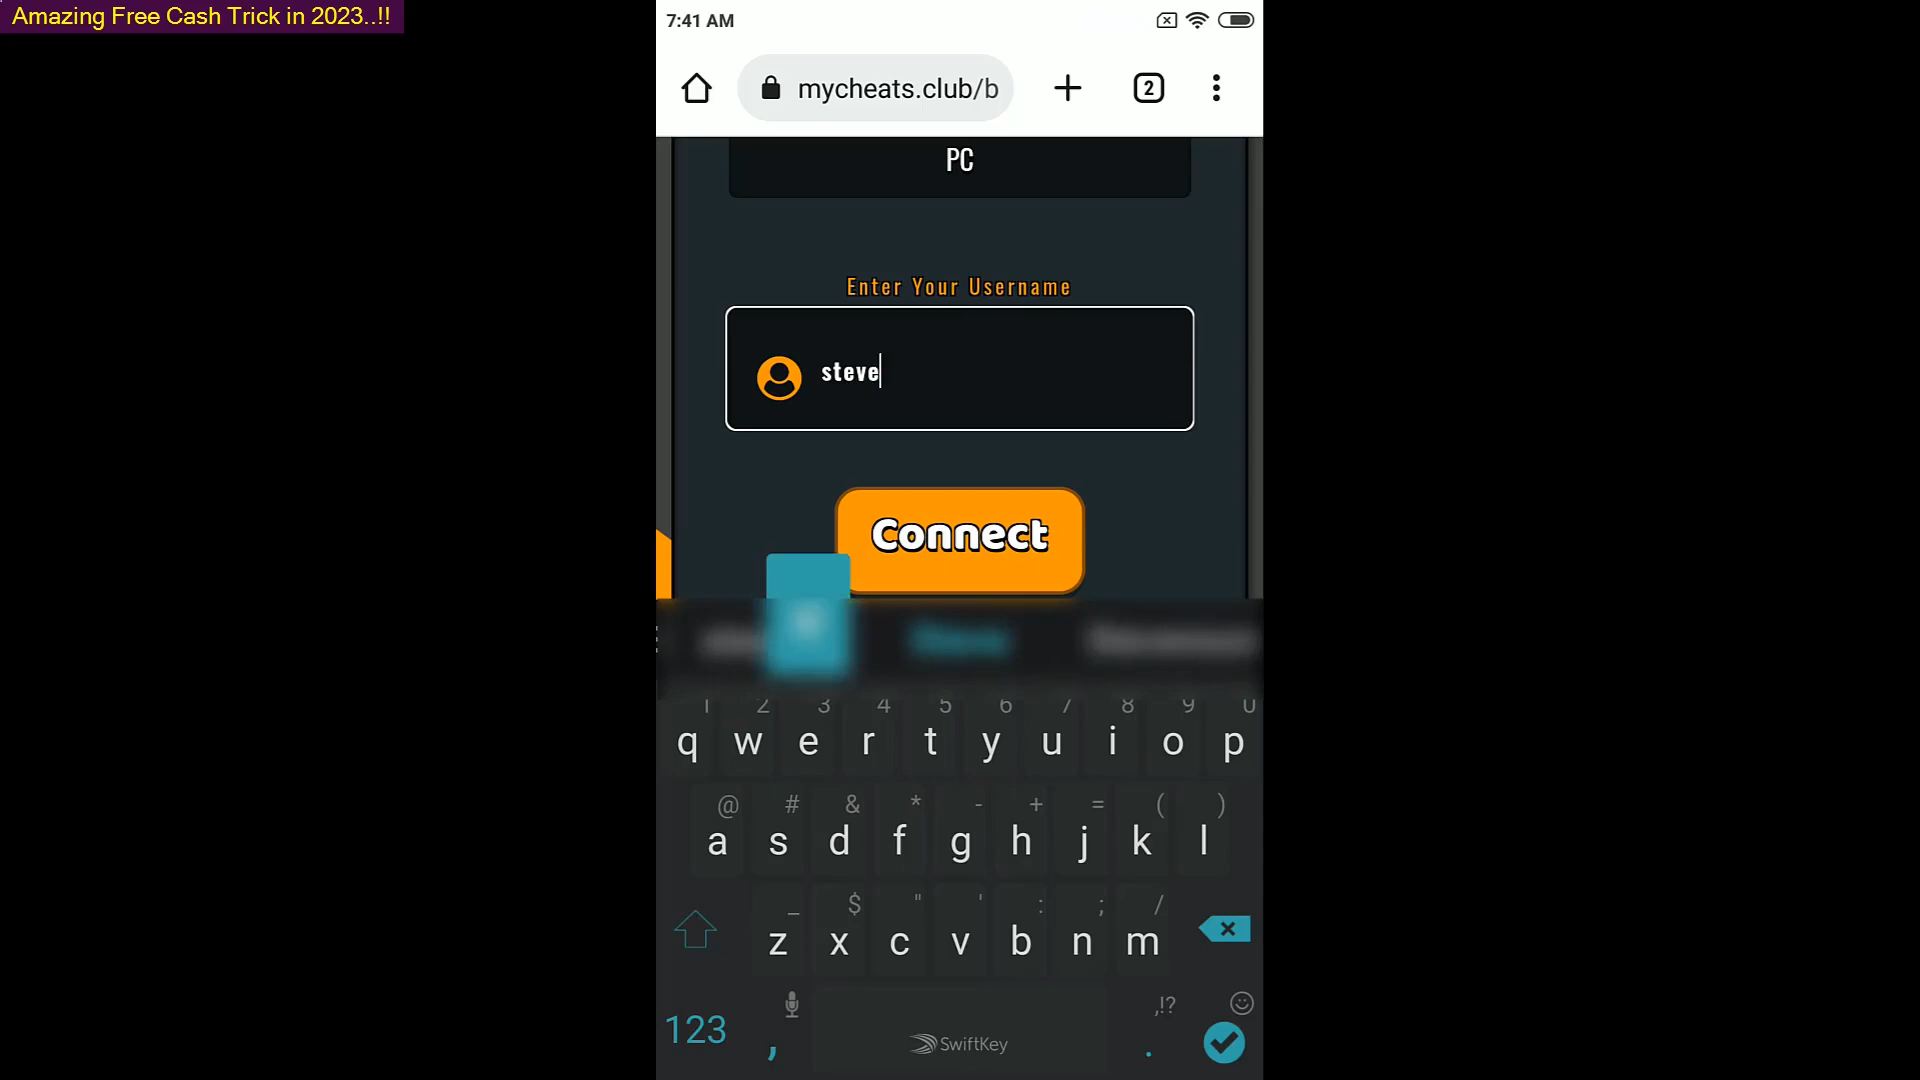 Amazing Free Cash Trick in 2023..!!
7:41 AM
mycheats.club/b
2
PC
Enter Your Username
steve
Connect
1 2 3 4 5 6 7 8 9 0
q w e r t y u i o p
@ # & * - + = ( )
a s d f g h j k l
_ $ " ' : ; /
z x c v b n m
,!?
123 , SwiftKey .